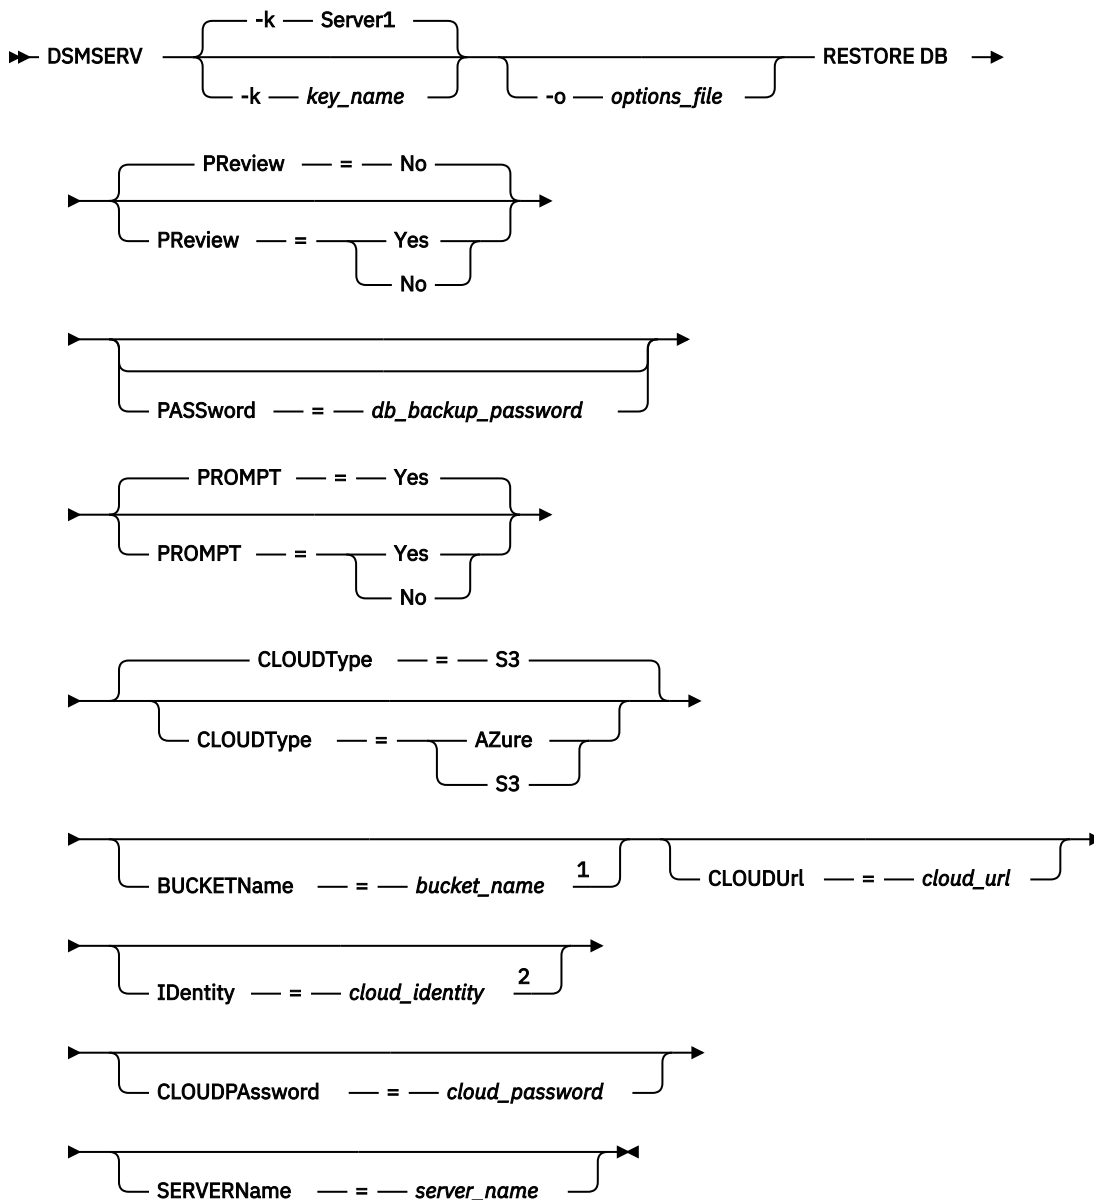 -k Server1
DSMSERV RESTORE DB
-k key_name -o options_file
PReview = No
PReview = Yes
No
PASSword = db_backup_password
PROMPT = Yes
PROMPT = Yes
No
CLOUDType = S3
CLOUDType = AZure
S3
BUCKETName = bucket_name 1 CLOUDUrl = cloud_url
IDentity = cloud_identity 2
CLOUDPAssword = cloud_password
SERVERName = server_name